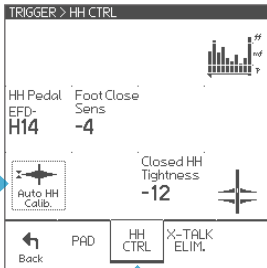 TRIGGER > HH CTRL
ff
mf
p
HH Pedal
EFD-
H14
Foot Close
Sens
-4
Auto HH
Calib.
Closed HH
Tightness
-12
Back
PAD
HH
CTRL
X-TALK
ELIM.